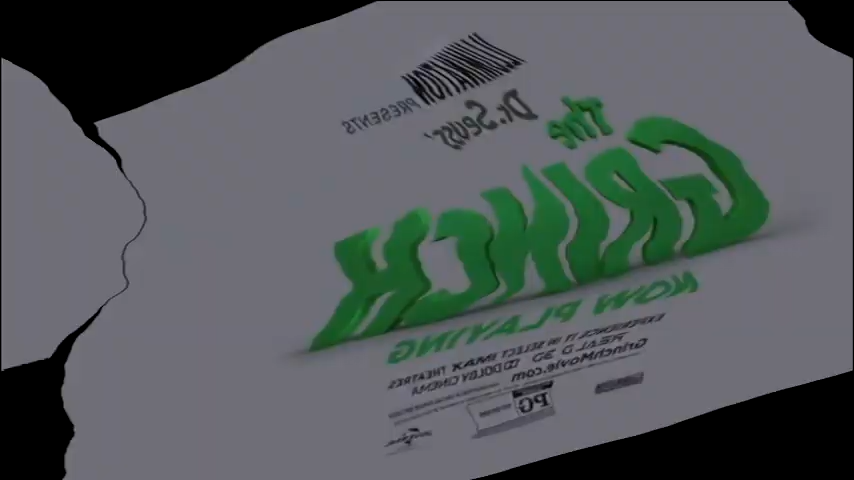 ILLUMINATION
PRESENTS
Dr. Seuss'
The
GRINCH
NOW PLAYING
EXPERIENCE IT IN SELECT IMAX THEATRES
REAL D 3D DOLBY CINEMA
GrinchMovie.com
PG